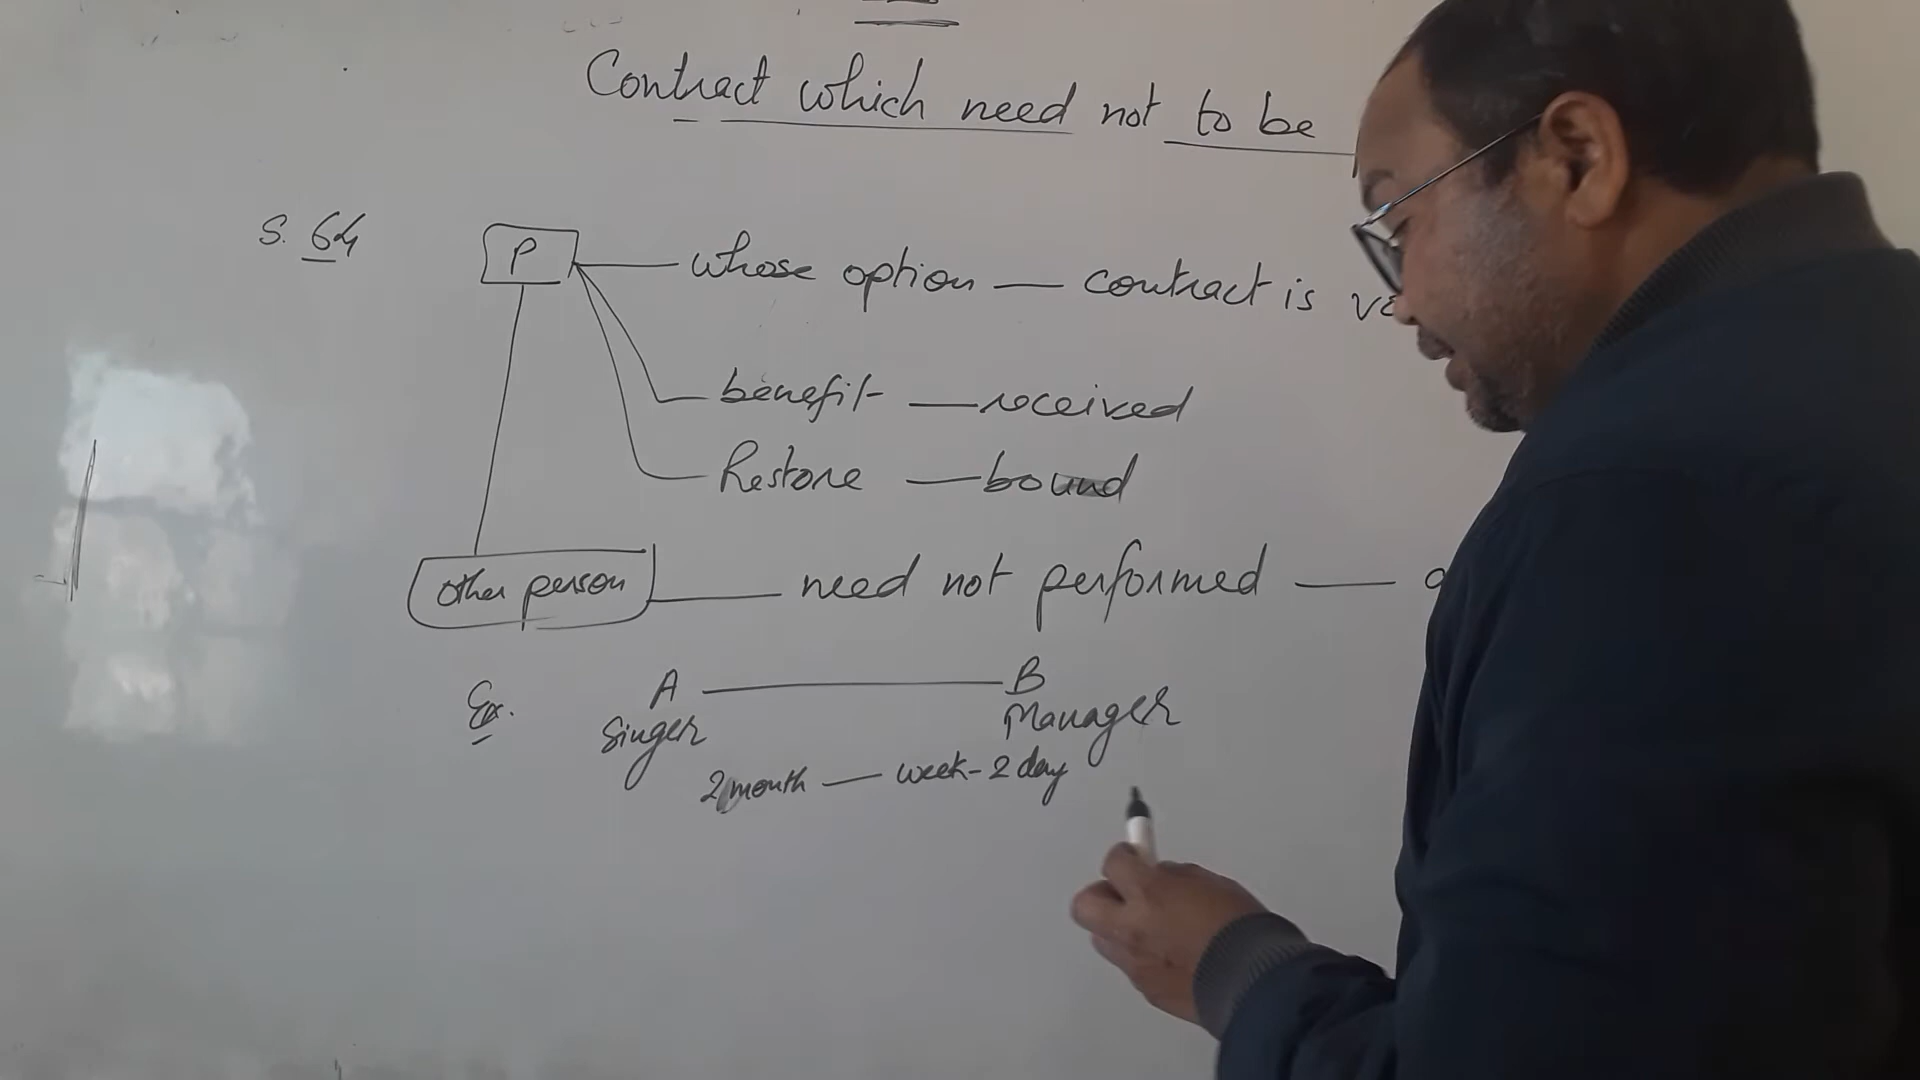 Contract which need not to be
S. 64
P whose option — contract is
benefit — received
Restore — bound
other person need not performed —
Ex. A — B
Singer Manager
2 month — week - 2 day